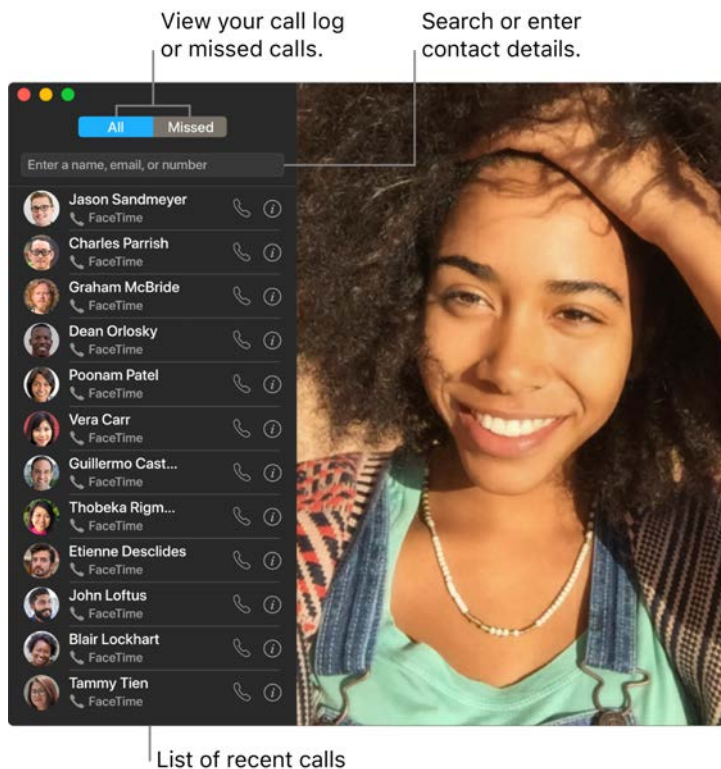 View your call log
or missed calls.
Search or enter
contact details.
All
Missed
Enter a name, email, or number
Jason Sandmeyer
FaceTime
Charles Parrish
FaceTime
Graham McBride
FaceTime
Dean Orlosky
FaceTime
Poonam Patel
FaceTime
Vera Carr
FaceTime
Guillermo Cast...
FaceTime
Thobeka Rigm...
FaceTime
Etienne Desclides
FaceTime
John Loftus
FaceTime
Blair Lockhart
FaceTime
Tammy Tien
FaceTime
List of recent calls